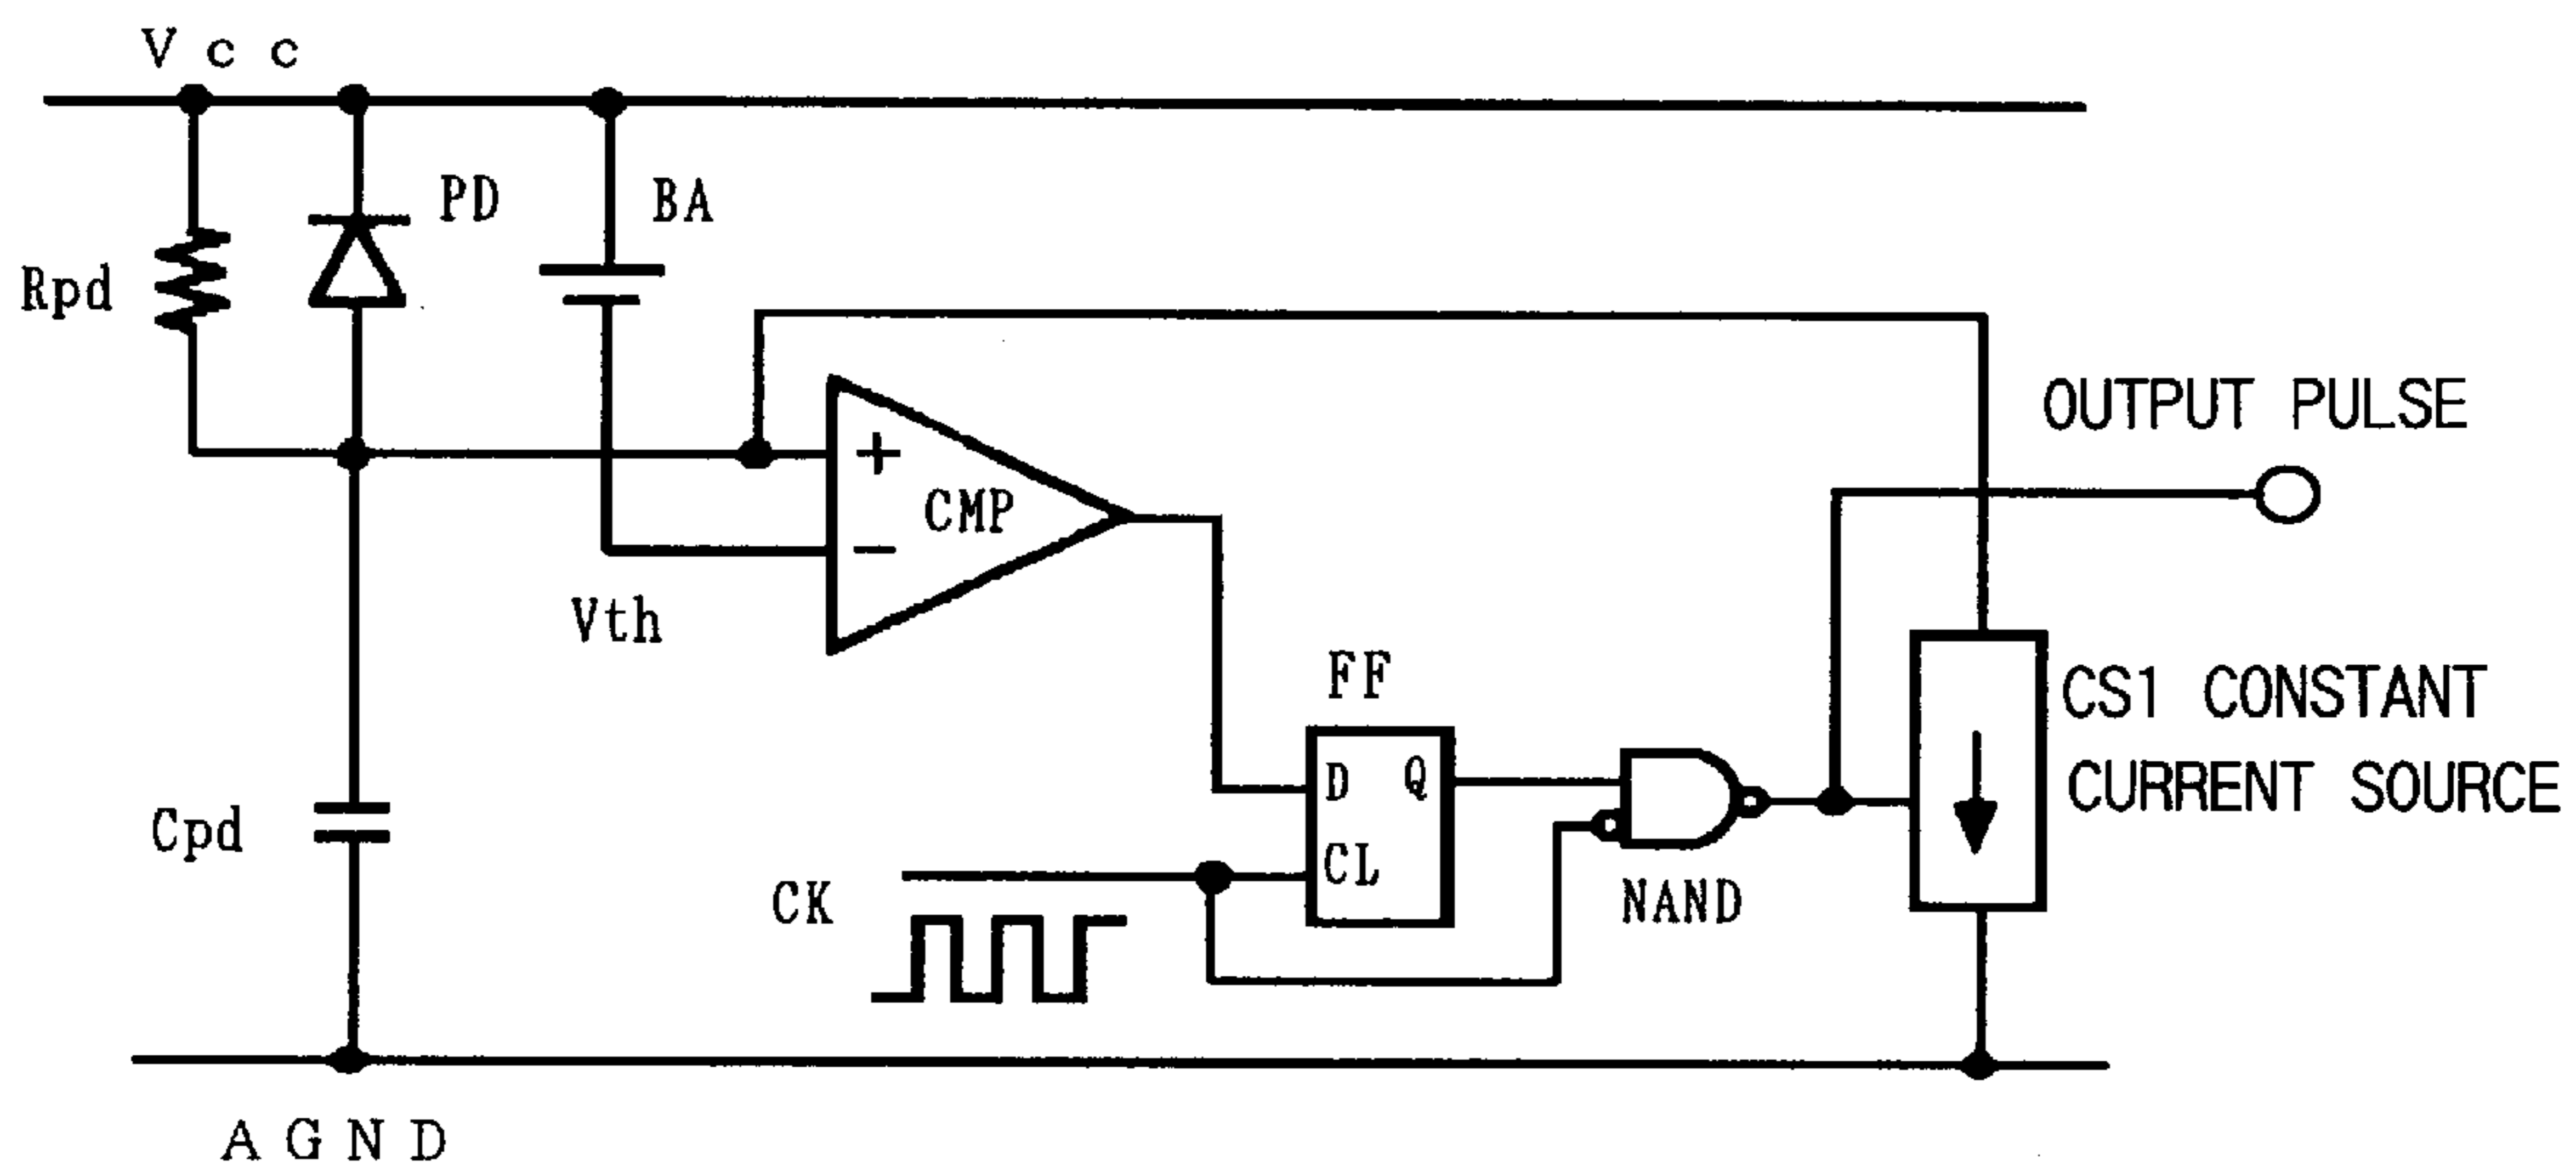 Vcc
PD
BA
Rpd
OUTPUT PULSE
+
CMP
−
Vth
FF
CS1 CONSTANT
CURRENT SOURCE
D
Q
Cpd
CL
CK
NAND
AGND